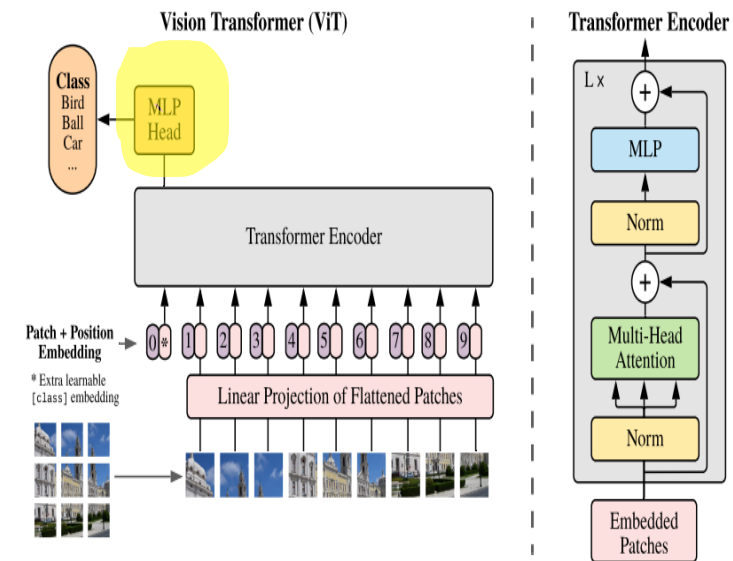 Vision Transformer (ViT)
Class
Bird
Ball
Car
...
MLP
Head
Transformer Encoder
Patch + Position
Embedding
0 * 1 2 3 4 5 6 7 8 9
* Extra learnable
[class] embedding
Linear Projection of Flattened Patches
Transformer Encoder
L x
+
MLP
Norm
+
Multi-Head
Attention
Norm
Embedded
Patches